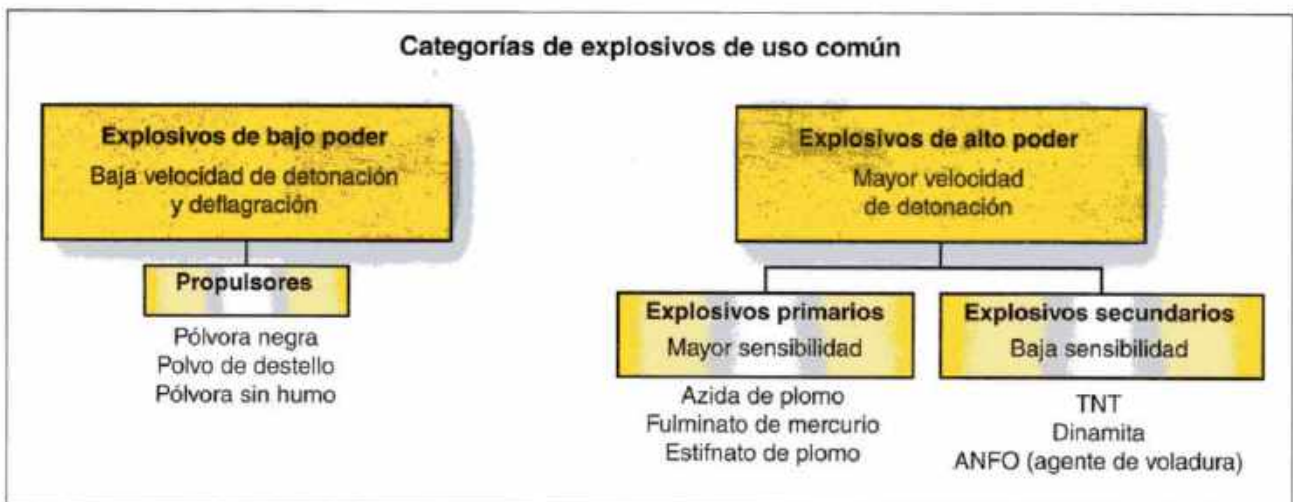 Categorías de explosivos de uso común
Explosivos de bajo poder
Baja velocidad de detonación
y deflagración
Propulsores
Pólvora negra
Polvo de destello
Pólvora sin humo
Explosivos de alto poder
Mayor velocidad
de detonación
Explosivos primarios
Mayor sensibilidad
Azida de plomo
Fulminato de mercurio
Estifnato de plomo
Explosivos secundarios
Baja sensibilidad
TNT
Dinamita
ANFO (agente de voladura)